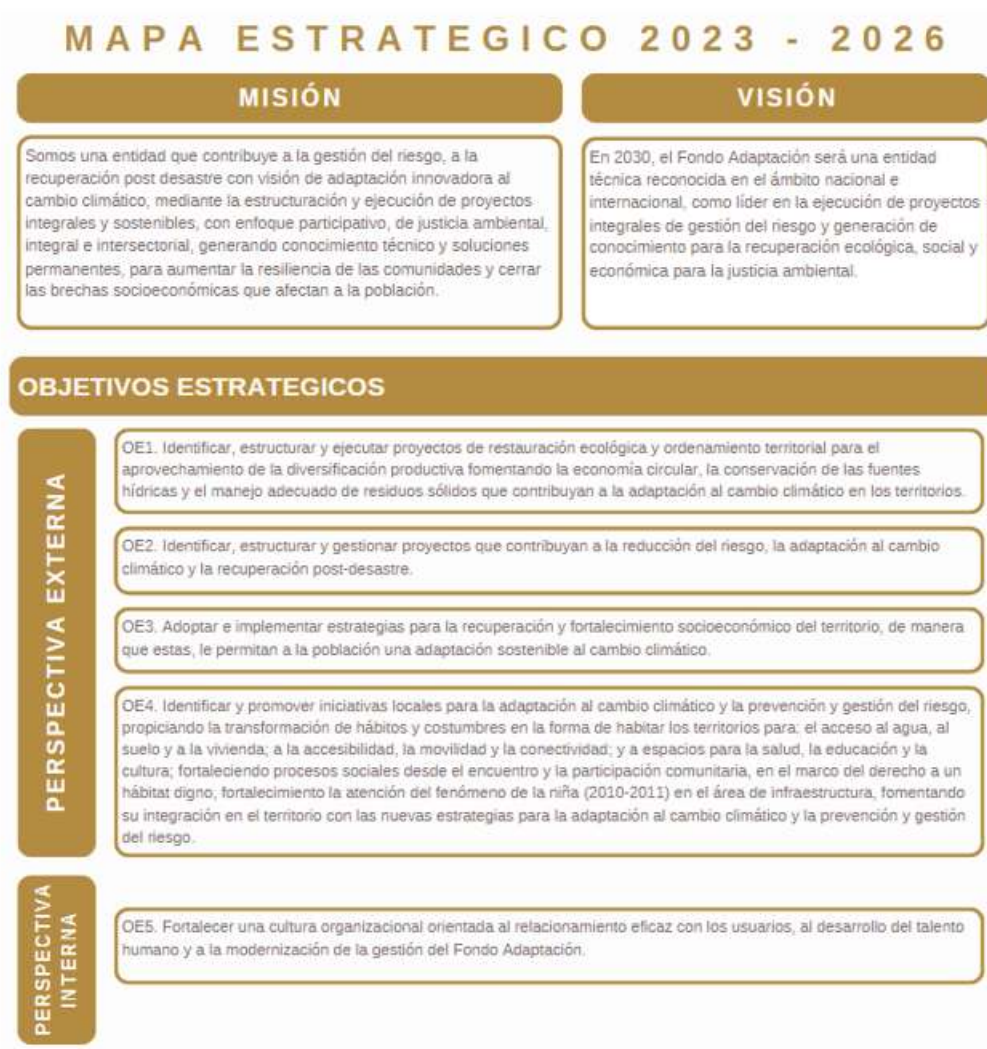 MAPA ESTRATEGICO 2023 - 2026
MISIÓN
Somos una entidad que contribuye a la gestión del riesgo, a la
recuperación post desastre con visión de adaptación innovadora al
cambio climático, mediante la estructuración y ejecución de proyectos
integrales y sostenibles, con enfoque participativo, de justicia ambiental,
integral e intersectorial, generando conocimiento técnico y soluciones
permanentes, para aumentar la resiliencia de las comunidades y cerrar
las brechas socioeconómicas que afectan a la población.
VISIÓN
En 2030, el Fondo Adaptación será una entidad
técnica reconocida en el ámbito nacional e
internacional, como líder en la ejecución de proyectos
integrales de gestión del riesgo y generación de
conocimiento para la recuperación ecológica, social y
económica para la justicia ambiental.
OBJETIVOS ESTRATEGICOS
PERSPECTIVA EXTERNA
OE1. Identificar, estructurar y ejecutar proyectos de restauración ecológica y ordenamiento territorial para el
aprovechamiento de la diversificación productiva fomentando la economía circular, la conservación de las fuentes
hídricas y el manejo adecuado de residuos sólidos que contribuyan a la adaptación al cambio climático en los territorios.
OE2. Identificar, estructurar y gestionar proyectos que contribuyan a la reducción del riesgo, la adaptación al cambio
climático y la recuperación post-desastre.
OE3. Adoptar e implementar estrategias para la recuperación y fortalecimiento socioeconómico del territorio, de manera
que estas, le permitan a la población una adaptación sostenible al cambio climático.
OE4. Identificar y promover iniciativas locales para la adaptación al cambio climático y la prevención y gestión del riesgo,
propiciando la transformación de hábitos y costumbres en la forma de habitar los territorios para: el acceso al agua, al
suelo y a la vivienda; a la accesibilidad, la movilidad y la conectividad; y a espacios para la salud, la educación y la
cultura; fortaleciendo procesos sociales desde el encuentro y la participación comunitaria, en el marco del derecho a un
hábitat digno, fortalecimiento la atención del fenómeno de la niña (2010-2011) en el área de infraestructura, fomentando
su integración en el territorio con las nuevas estrategias para la adaptación al cambio climático y la prevención y gestión
del riesgo.
PERSPECTIVA
INTERNA
OE5. Fortalecer una cultura organizacional orientada al relacionamiento eficaz con los usuarios, al desarrollo del talento
humano y a la modernización de la gestión del Fondo Adaptación.